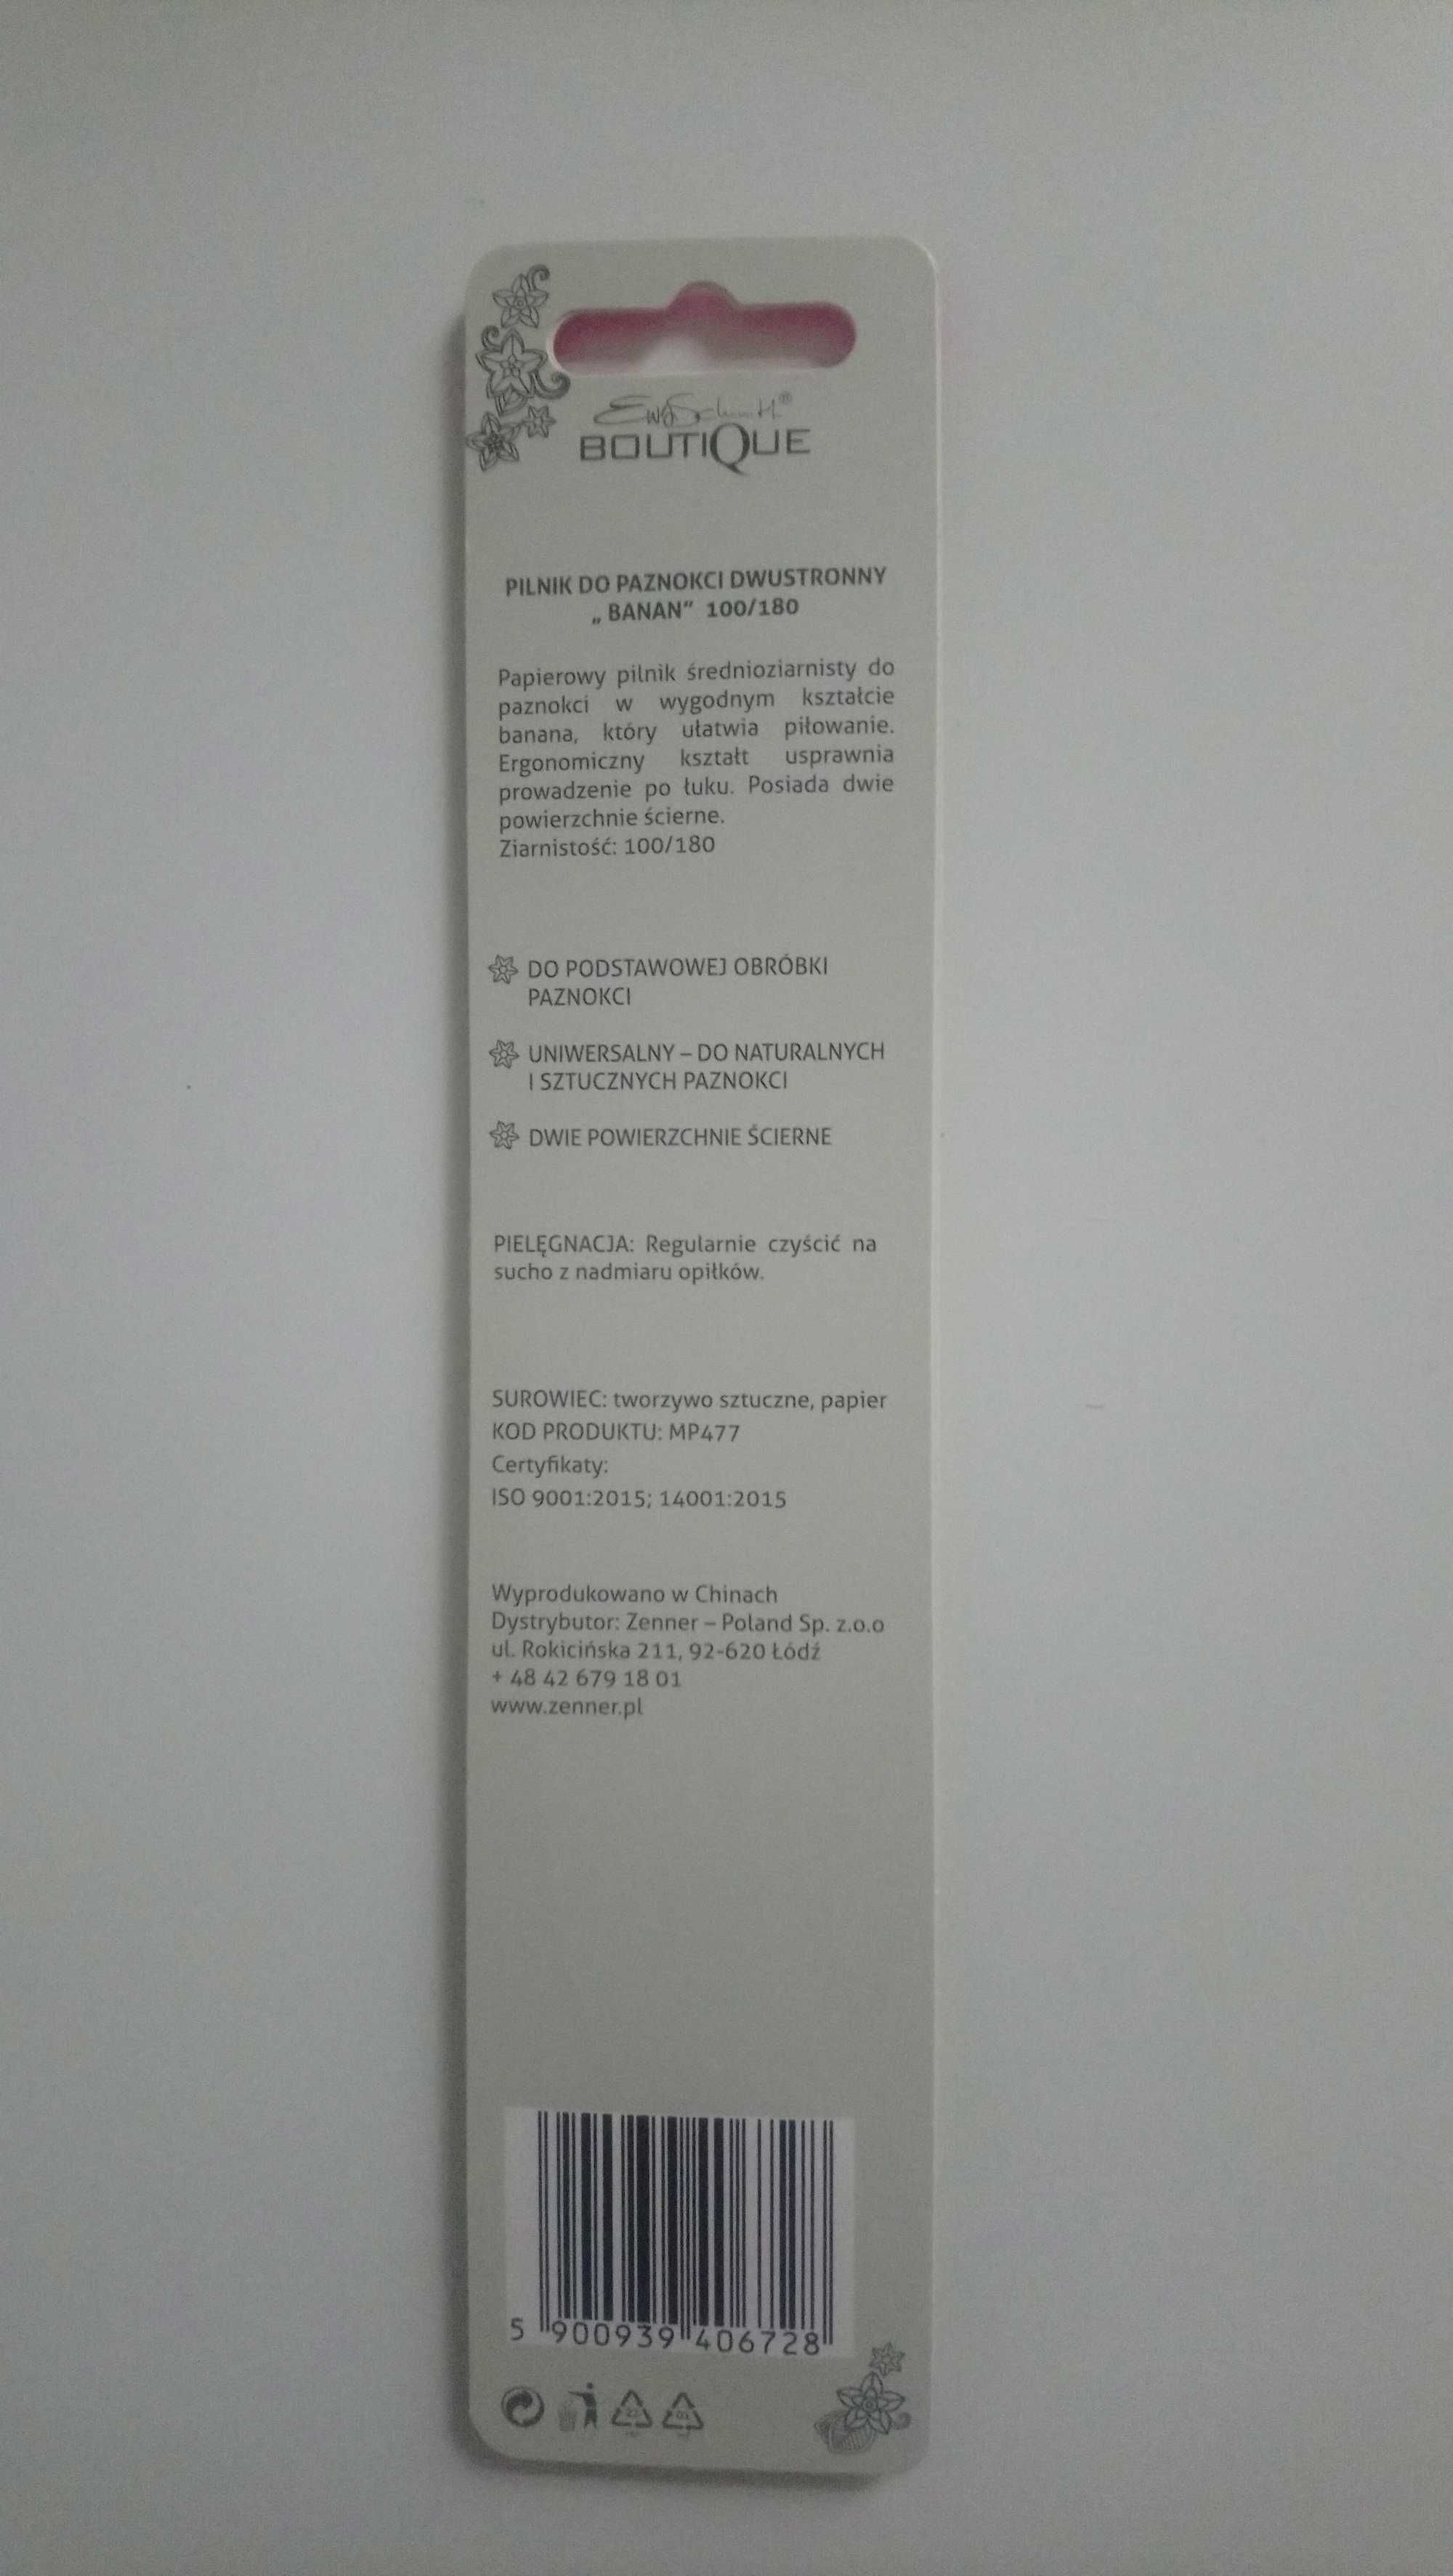 Ewa Schmitt®
BOUTIQUE
PILNIK DO PAZNOKCI DWUSTRONNY
„ BANAN” 100/180
Papierowy pilnik średnioziarnisty do
paznokci w wygodnym kształcie
banana, który ułatwia piłowanie.
Ergonomiczny kształt usprawnia
prowadzenie po łuku. Posiada dwie
powierzchnie ścierne.
Ziarnistość: 100/180
DO PODSTAWOWEJ OBRÓBKI
PAZNOKCI
UNIWERSALNY – DO NATURALNYCH
I SZTUCZNYCH PAZNOKCI
DWIE POWIERZCHNIE ŚCIERNE
PIELĘGNACJA: Regularnie czyścić na
sucho z nadmiaru opiłków.
SUROWIEC: tworzywo sztuczne, papier
KOD PRODUKTU: MP477
Certyfikaty:
ISO 9001:2015; 14001:2015
Wyprodukowano w Chinach
Dystrybutor: Zenner – Poland Sp. z.o.o
ul. Rokicińska 211, 92-620 Łódź
+ 48 42 679 18 01
www.zenner.pl
5 900939 406728